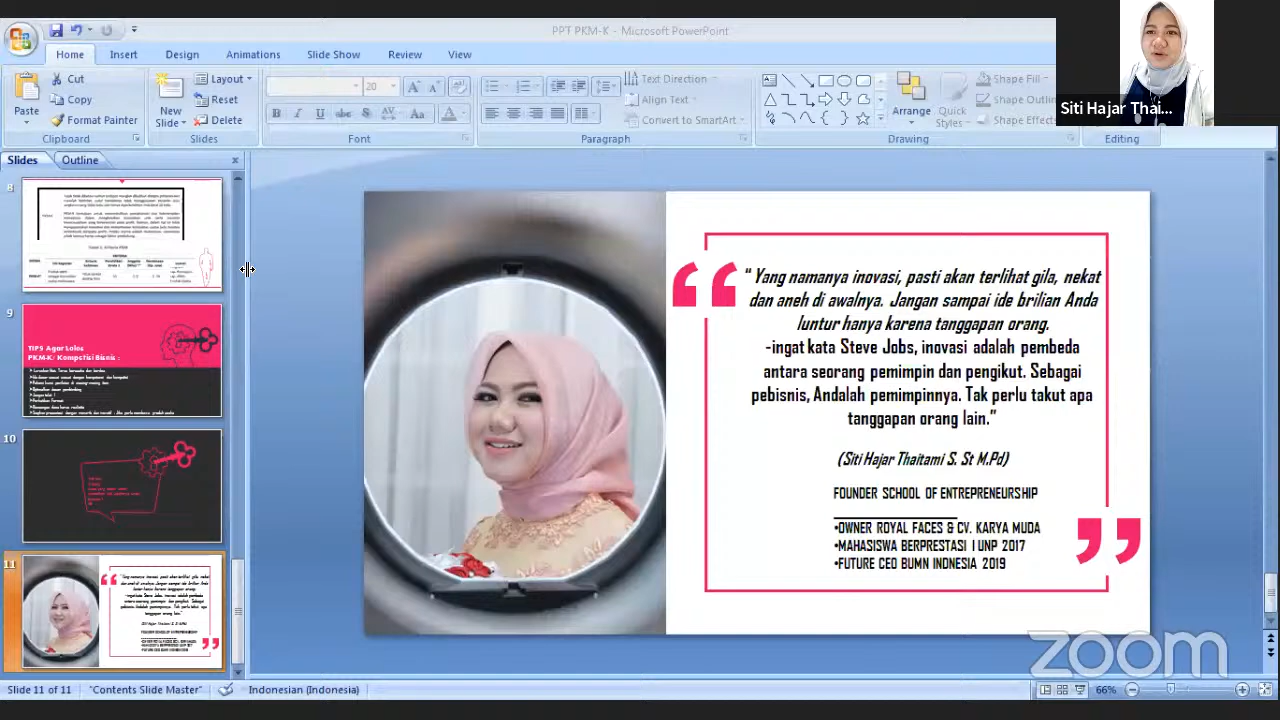 PPT PKM-K - Microsoft PowerPoint
Home Insert Design Animations Slide Show Review View
Cut
Copy
Format Painter
Paste
Clipboard
New
Slide
Layout
Reset
Delete
Slides
20
Font
Text Direction
Align Text
Convert to SmartArt
Paragraph
Arrange
Quick
Styles
Shape Fill
Shape Outlin
Shape Effects
Drawing
Editing
Siti Hajar Thai...
Slides Outline
8
9
TIPS Agar Lolos
PKM-K/ Kompetisi Bisnis :
10
11
" Yang namanya inovasi, pasti akan terlihat gila, nekat
dan aneh di awalnya. Jangan sampai ide brilian Anda
luntur hanya karena tanggapan orang.
-ingat kata Steve Jobs, inovasi adalah pembeda
antara seorang pemimpin dan pengikut. Sebagai
pebisnis, Andalah pemimpinnya. Tak perlu takut apa
tanggapan orang lain."
(Siti Hajar Thaitami S. St M.Pd)
FOUNDER SCHOOL OF ENTREPRENEURSHIP
•OWNER ROYAL FACES & CV. KARYA MUDA
•MAHASISWA BERPRESTASI I UNP 2017
•FUTURE CEO BUMN INDNESIA 2019
zoom
Slide 11 of 11 "Contents Slide Master" Indonesian (Indonesia) 66%